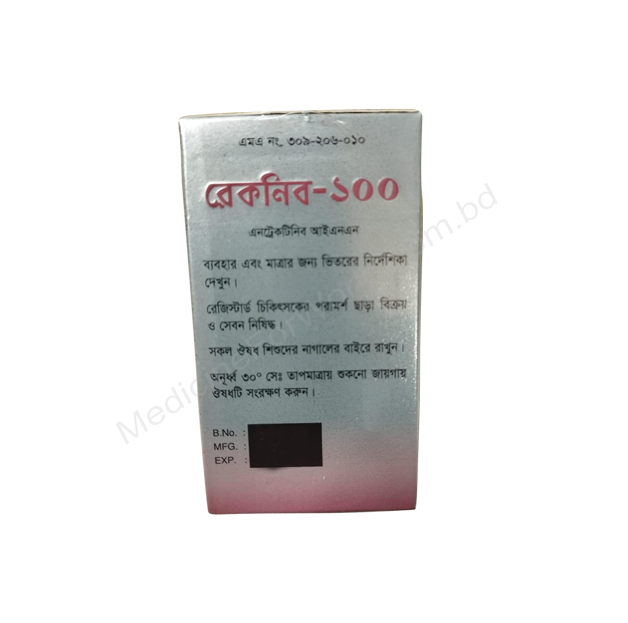 এমএ নং, ৩০৯-২০৬-০১০
রেকনিব-১০০
এনট্রেকটিনিব আইএনএন
ব্যবহার এবং মাত্রার জন্য ভিতরের নির্দেশিকা
দেখুন।
রেজিস্টার্ড চিকিৎসকের পরামর্শ ছাড়া বিক্রয়
ও সেবন নিষিদ্ধ।
সকল ঔষধ শিশুদের নাগালের বাইরে রাখুন।
অনূর্ধ্ব ৩০° সেঃ তাপমাত্রায় শুকনো জায়গায়
ঔষধটি সংরক্ষণ করুন।
B.No. :
MFG. :
EXP. :